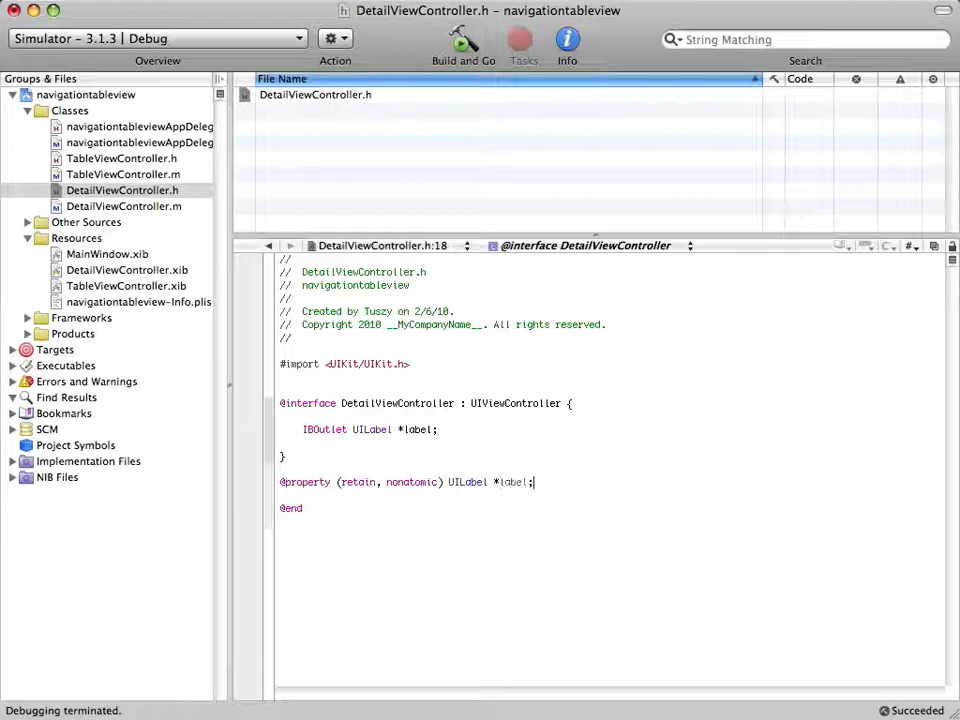 DetailViewController.h - navigationtableview
Simulator - 3.1.3 | Debug
String Matching
Overview
Action
Build and Go
Tasks
Info
Search
Groups & Files
File Name
Code
navigationtableview
DetailViewController.h
Classes
navigationtableviewAppDeleg
navigationtableviewAppDeleg
TableViewController.h
TableViewController.m
DetailViewController.h
DetailViewController.m
Other Sources
Resources
MainWindow.xib
DetailViewController.xib
TableViewController.xib
navigationtableview-Info.plis
Frameworks
Products
Targets
Executables
Errors and Warnings
Find Results
Bookmarks
SCM
Project Symbols
Implementation Files
NIB Files
DetailViewController.h:18
@interface DetailViewController
//
// DetailViewController.h
// navigationtableview
//
// Created by Tuszy on 2/6/10.
// Copyright 2010 __MyCompanyName__. All rights reserved.
//
#import <UIKit/UIKit.h>
@interface DetailViewController : UIViewController {
IBOutlet UILabel *label;
}
@property (retain, nonatomic) UILabel *label;
@end
Debugging terminated.
Succeeded